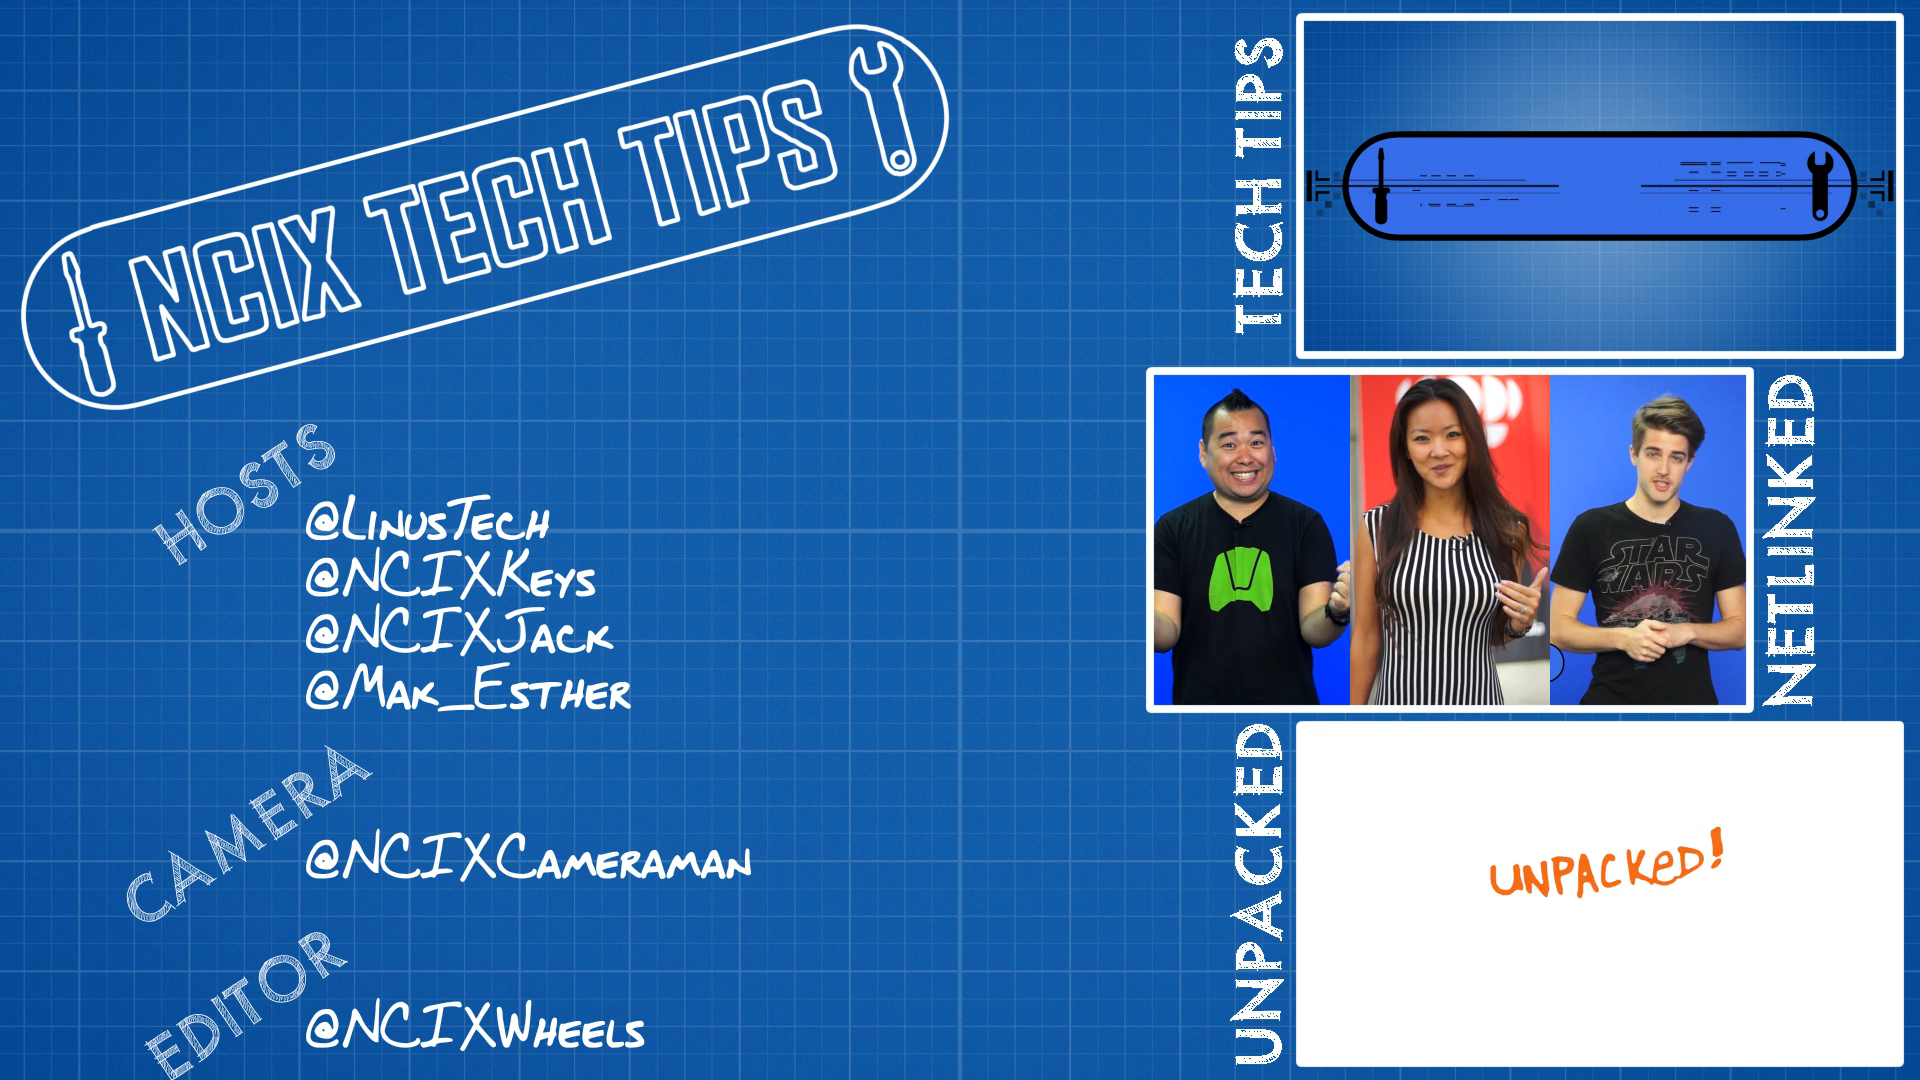 NCIX TECH TIPS
HOSTS
@LinusTech
@NCIXKeys
@NCIXJack
@Mak_Esther
CAMERA
@NCIXCameraman
EDITOR
@NCIXWheels
TECH TIPS
NETLINKED
STAR
WARS
UNPACKED
UNPACKeD!